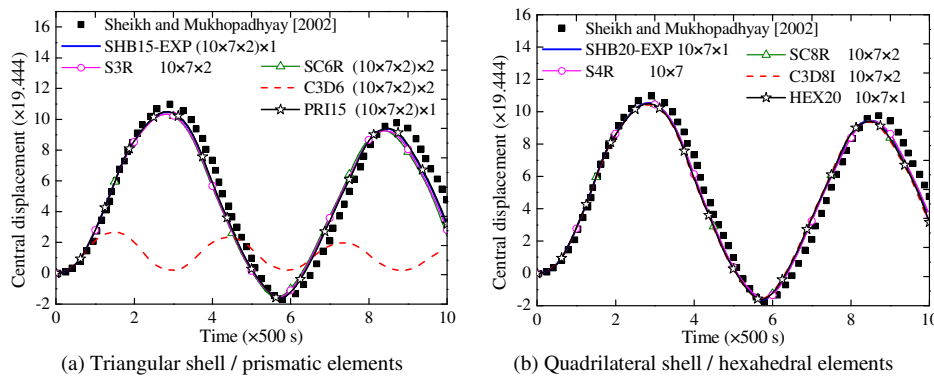 Sheikh and Mukhopadhyay [2002]
SHB15-EXP (10×7×2)×1
S3R 10×7×2
SC6R (10×7×2)×2
C3D6 (10×7×2)×2
PRI15 (10×7×2)×1
Central displacement (×19.444)
16
14
12
10
8
6
4
2
0
-2
0 2 4 6 8 10
Time (×500 s)
(a) Triangular shell / prismatic elements
Sheikh and Mukhopadhyay [2002]
SHB20-EXP 10×7×1
S4R 10×7
SC8R 10×7×2
C3D8I 10×7×2
HEX20 10×7×1
Central displacement (×19.444)
16
14
12
10
8
6
4
2
0
-2
0 2 4 6 8 10
Time (×500 s)
(b) Quadrilateral shell / hexahedral elements